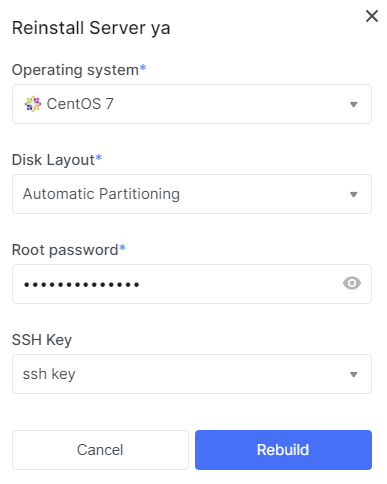 Reinstall Server ya
Operating system*
CentOS 7
Disk Layout*
Automatic Partitioning
Root password*
••••••••••••••
SSH Key
ssh key
Cancel
Rebuild